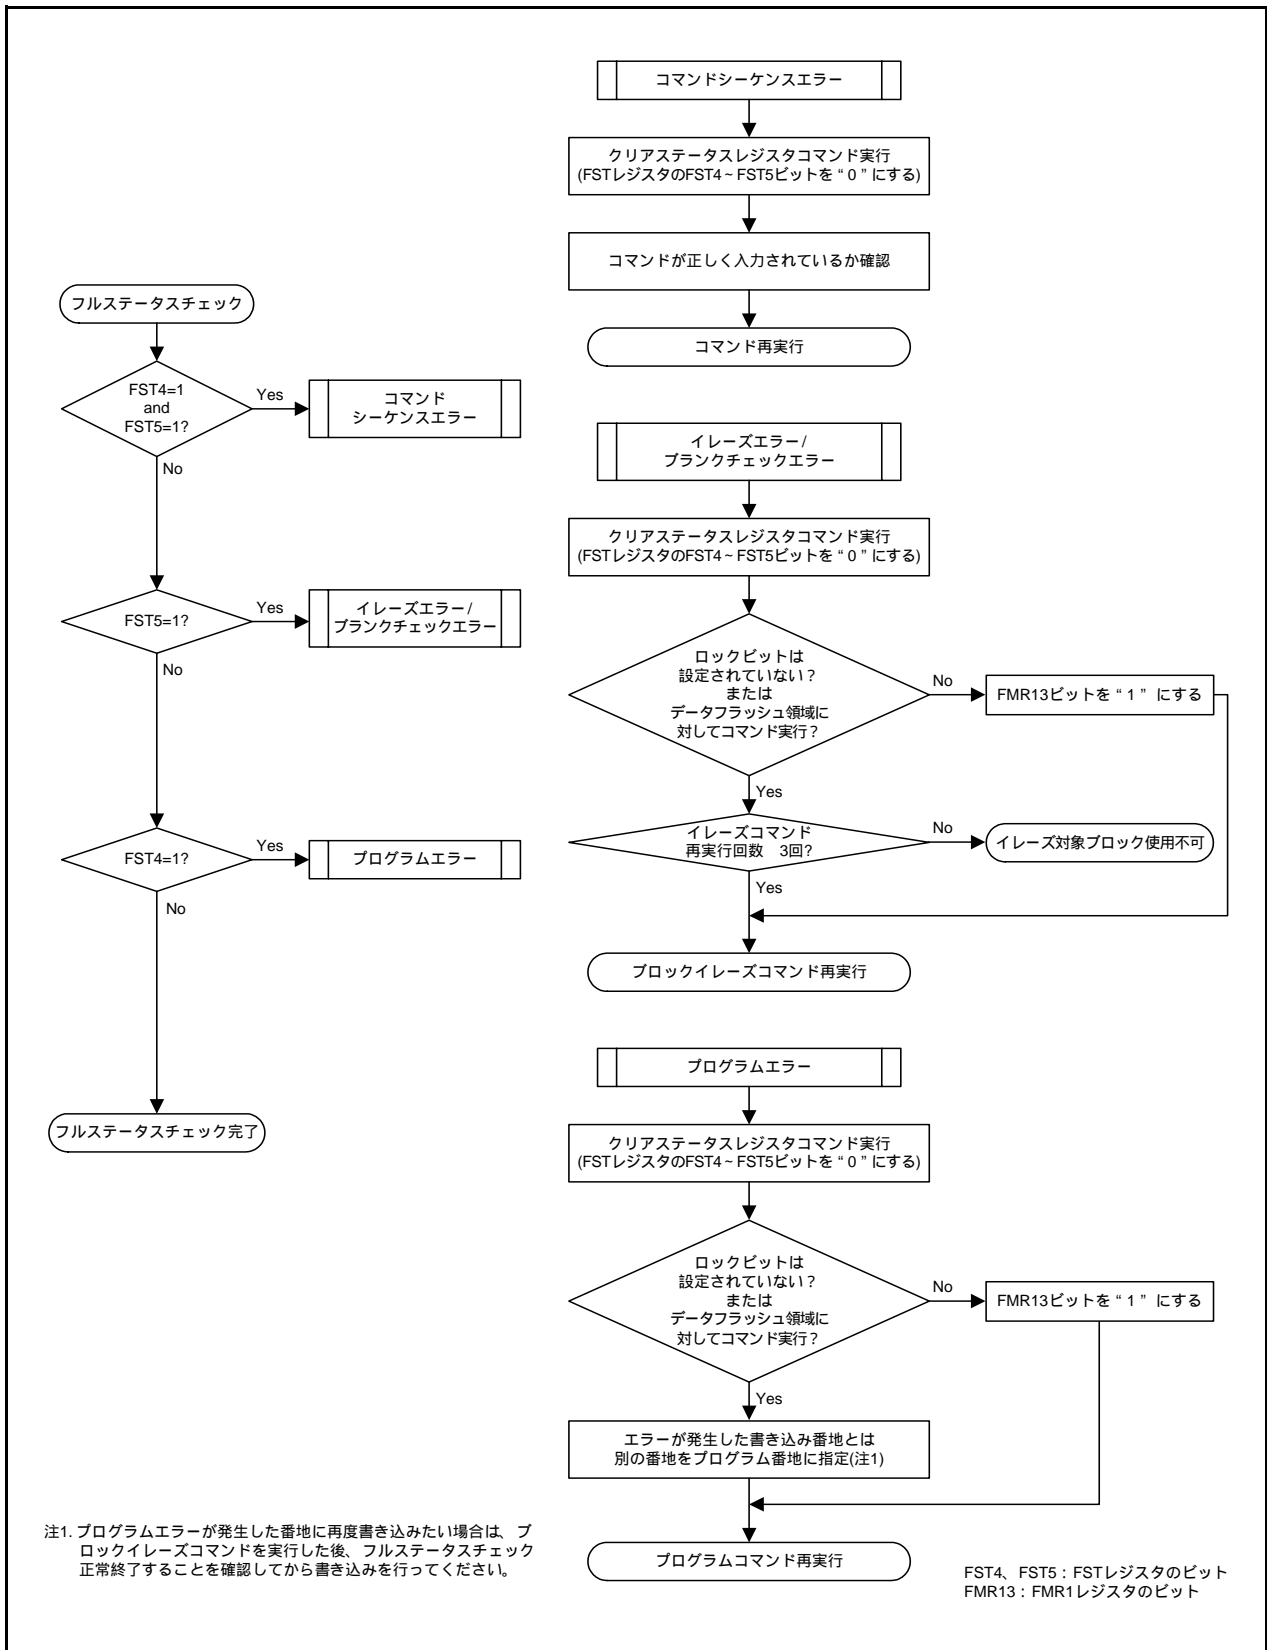 フルステータスチェック
FST4=1
and
FST5=1?
Yes
コマンド
シーケンスエラー
No
FST5=1?
Yes
イレーズエラー/
ブランクチェックエラー
No
FST4=1?
Yes
プログラムエラー
No
フルステータスチェック完了
コマンドシーケンスエラー
クリアステータスレジスタコマンド実行
(FSTレジスタのFST4~FST5ビットを“0”にする)
コマンドが正しく入力されているか確認
コマンド再実行
イレーズエラー/
ブランクチェックエラー
クリアステータスレジスタコマンド実行
(FSTレジスタのFST4~FST5ビットを“0”にする)
ロックビットは
設定されていない?
または
データフラッシュ領域に
対してコマンド実行?
No
FMR13ビットを“1”にする
Yes
イレーズコマンド
再実行回数 3回?
No
イレーズ対象ブロック使用不可
Yes
ブロックイレーズコマンド再実行
プログラムエラー
クリアステータスレジスタコマンド実行
(FSTレジスタのFST4~FST5ビットを“0”にする)
ロックビットは
設定されていない?
または
データフラッシュ領域に
対してコマンド実行?
No
FMR13ビットを“1”にする
Yes
エラーが発生した書き込み番地とは
別の番地をプログラム番地に指定(注1)
プログラムコマンド再実行
注1. プログラムエラーが発生した番地に再度書き込みたい場合は、ブ
ロックイレーズコマンドを実行した後、フルステータスチェック
正常終了することを確認してから書き込みを行ってください。
FST4、FST5:FSTレジスタのビット
FMR13:FMR1レジスタのビット